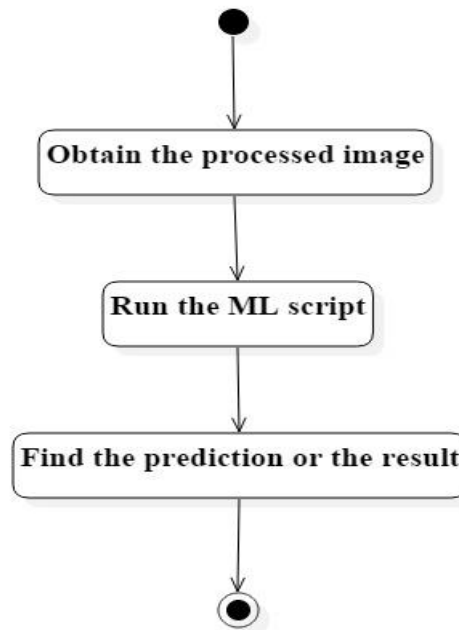 Obtain the processed image
Run the ML script
Find the prediction or the result